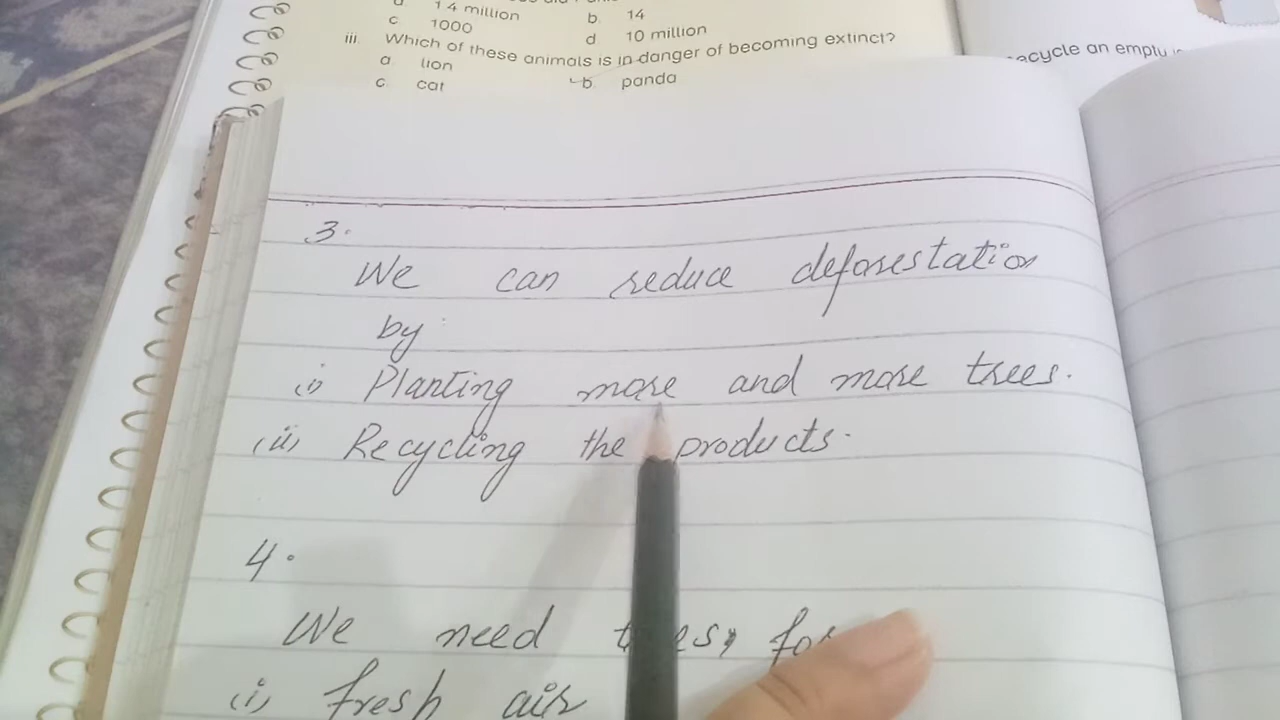 14 million b. 14
c 1000 d 10 million
iii. Which of these animals is in danger of becoming extinct?
a lion
c. cat b. panda
ecycle an empty
3.
We can reduce deforestation
by:
(i) Planting more and more trees.
(ii) Recycling the products.
4.
We need trees, for
(i) fresh air